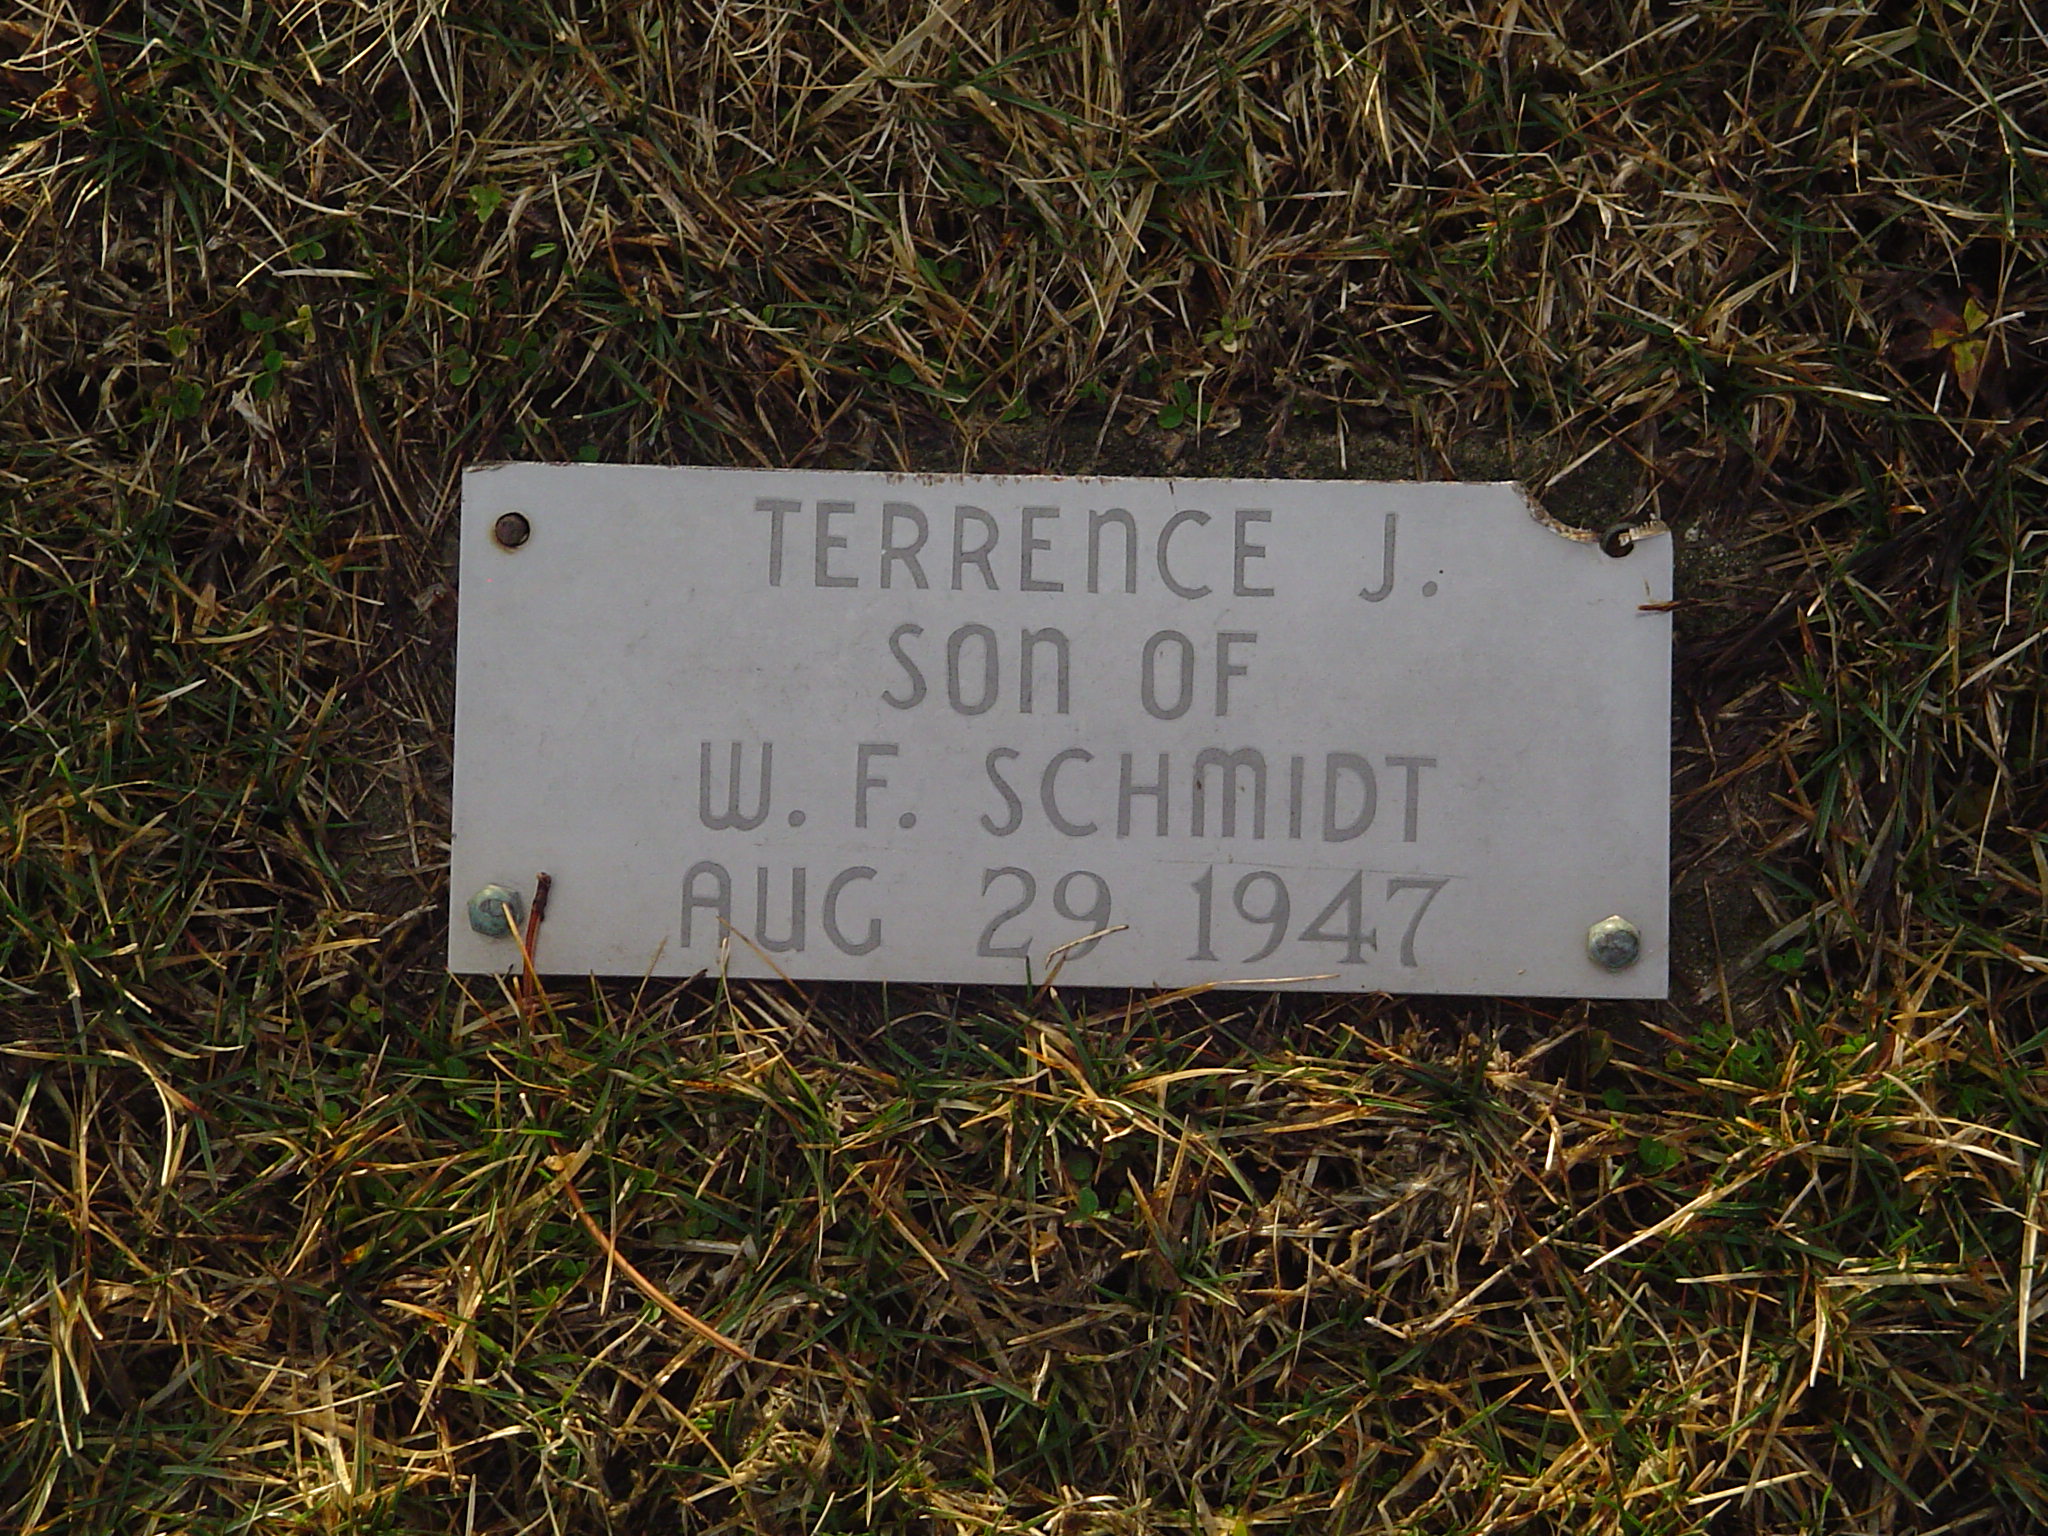 TERRENCE J.
SON OF
W. F. SCHMIDT
AUG 29 1947